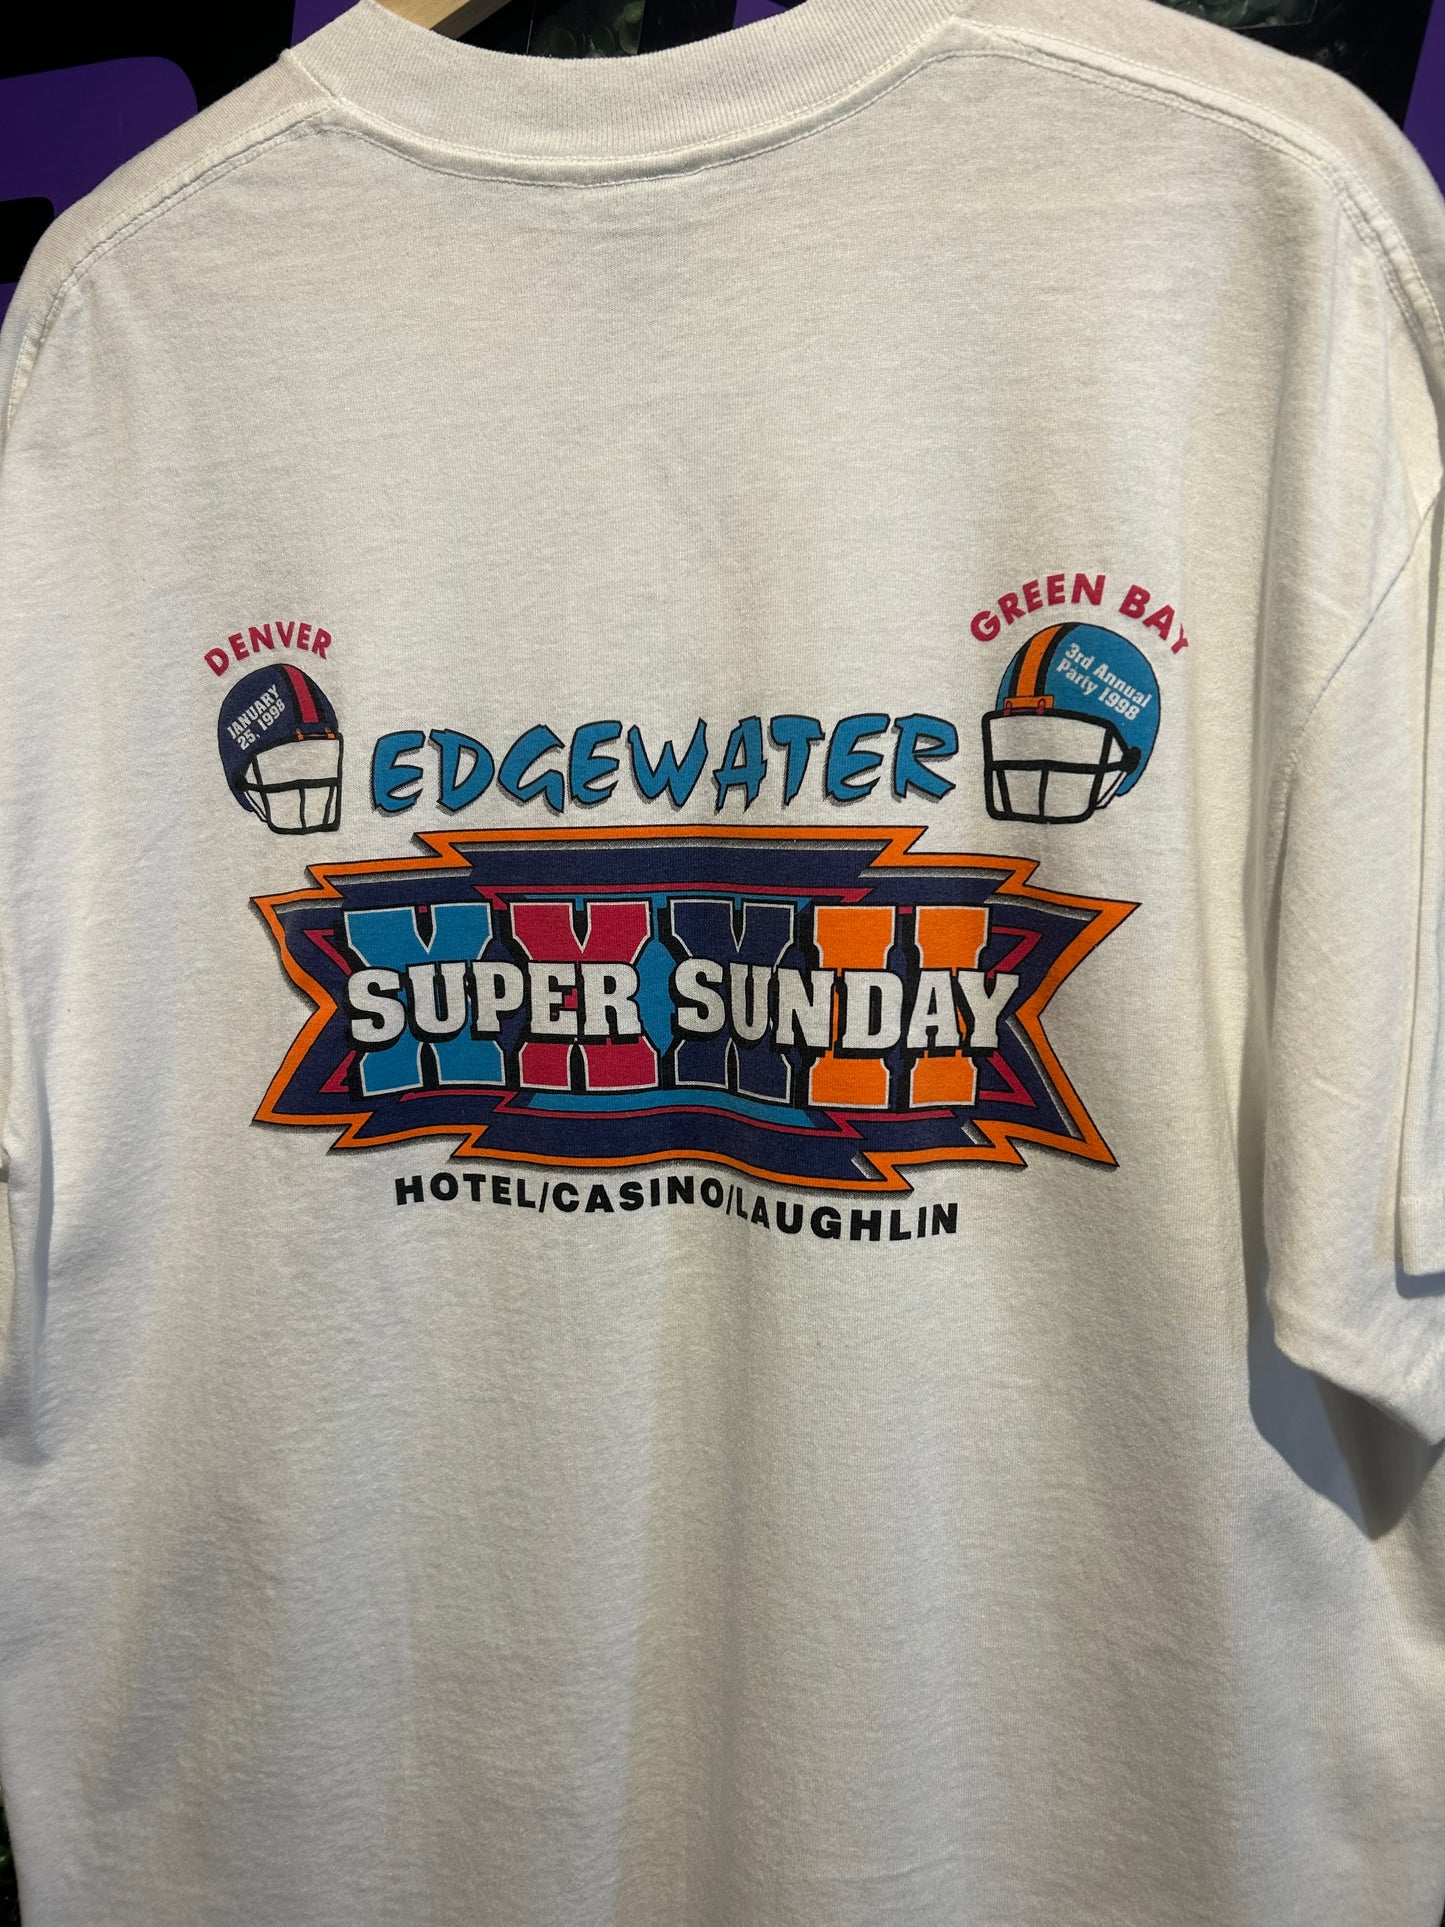 DENVER
JANUARY
25, 1998
GREEN BAY
3rd Annual
Party 1998
EDGEWATER
XXXII
SUPER SUNDAY
HOTEL/CASINO/LAUGHLIN